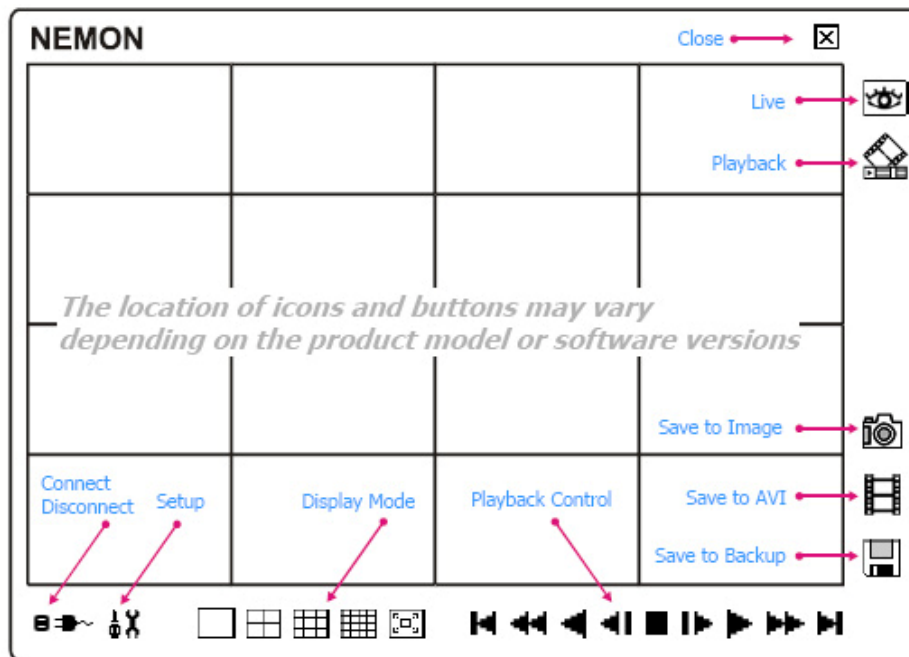 NEMON
Close
Live
Playback
The location of icons and buttons may vary
depending on the product model or software versions
Save to Image
Connect
Disconnect
Setup
Display Mode
Playback Control
Save to AVI
Save to Backup